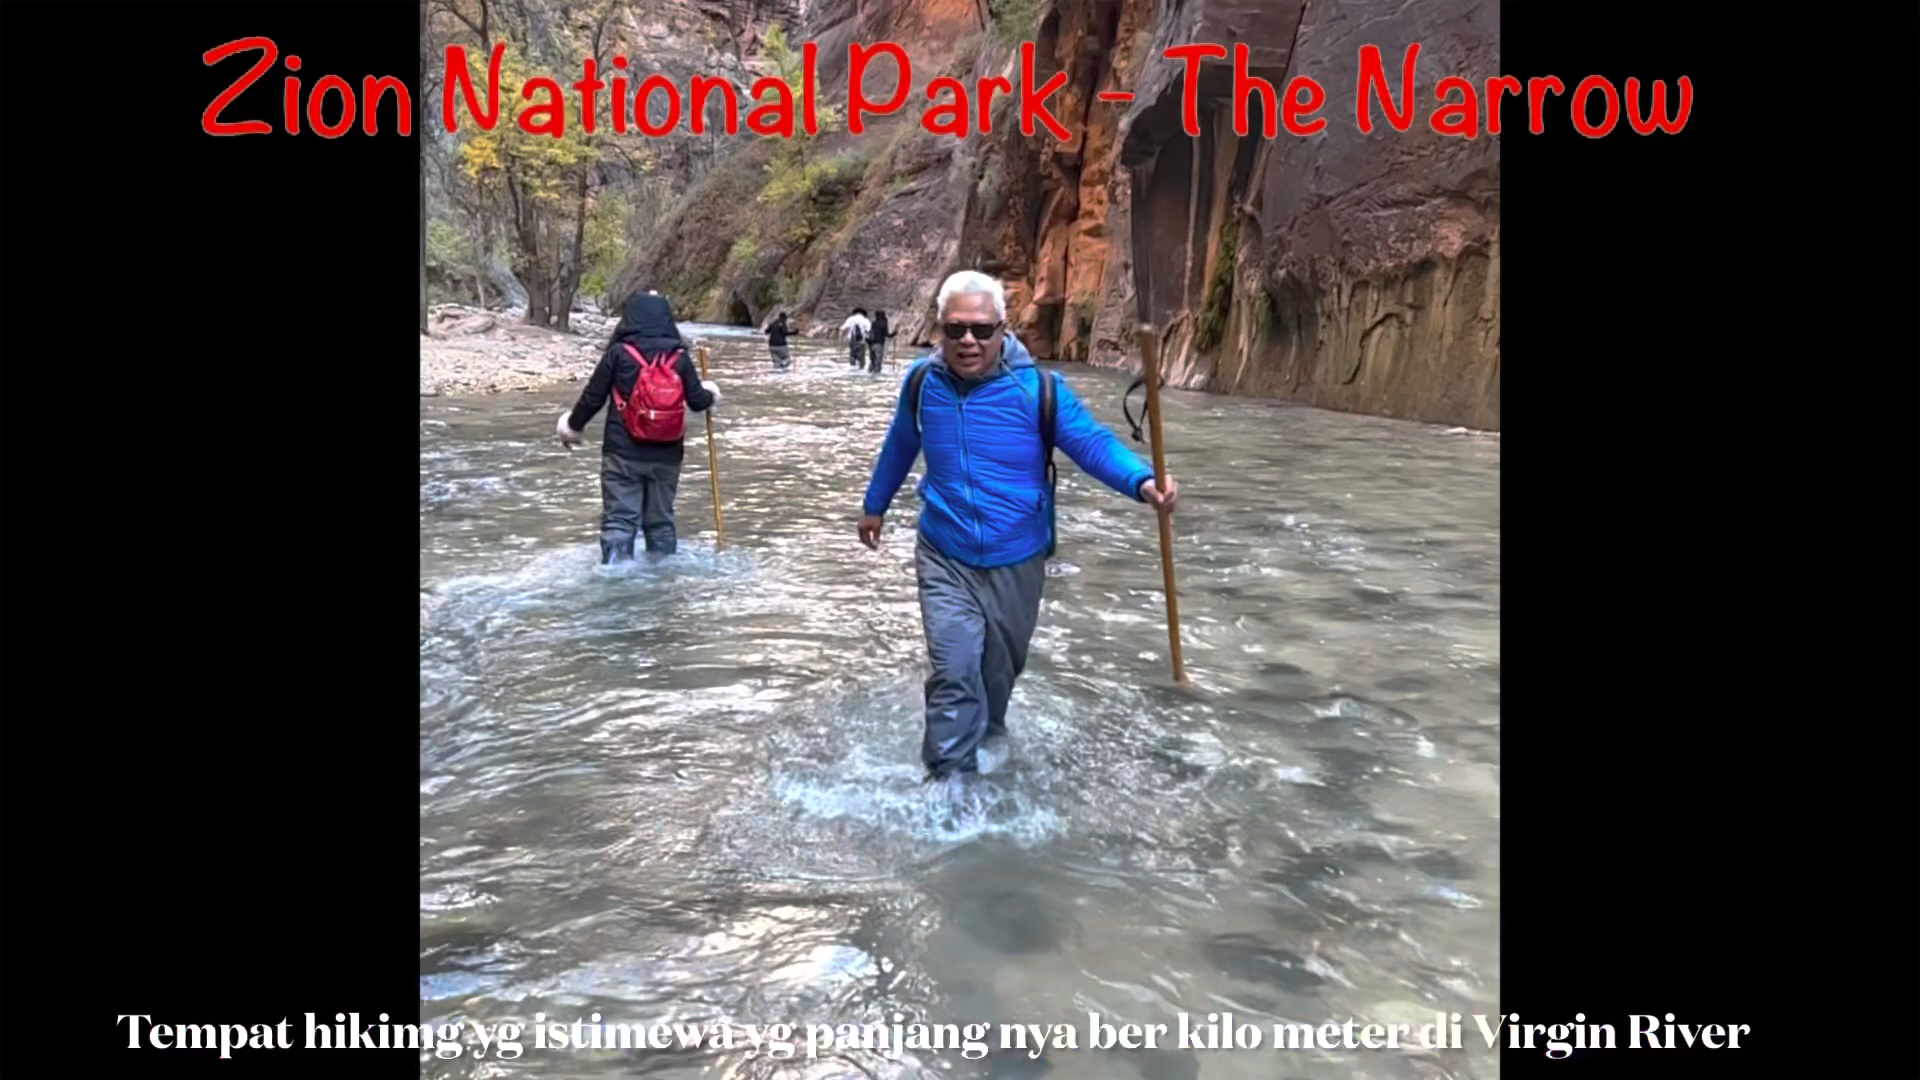 Zion National Park - The Narrow
Tempat hikimg yg istimewa yg panjang nya ber kilo meter di Virgin River